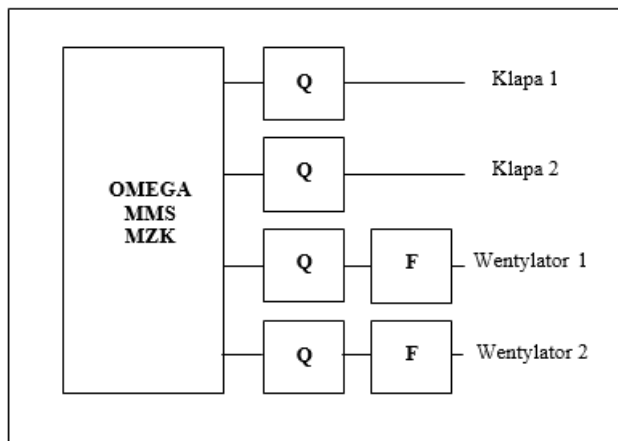 Q
Klapa 1
Q
Klapa 2
OMEGA
MMS
MZK
Q
F
Wentylator 1
Q
F
Wentylator 2